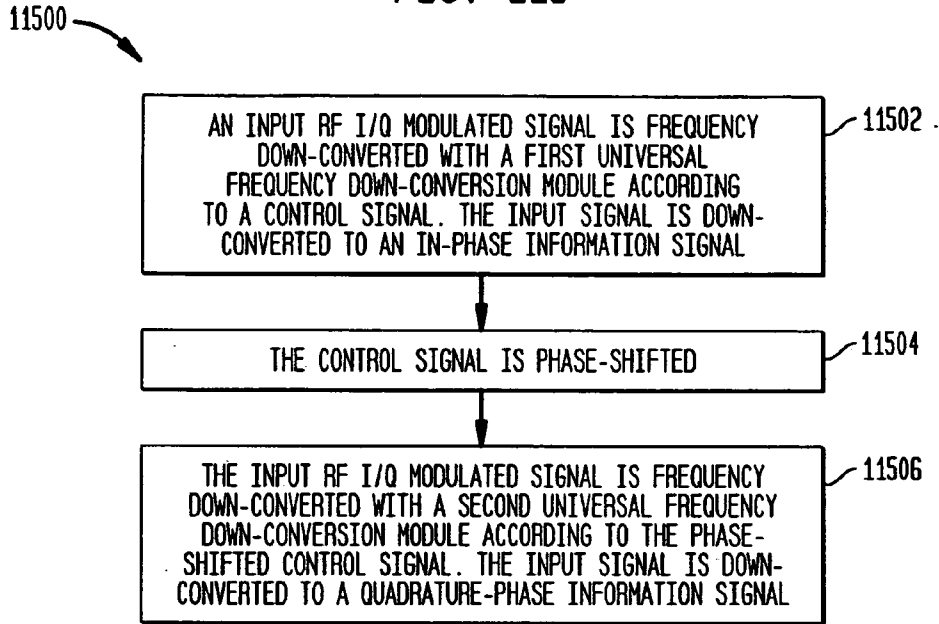 11500
11502
AN INPUT RF I/Q MODULATED SIGNAL IS FREQUENCY
DOWN-CONVERTED WITH A FIRST UNIVERSAL
FREQUENCY DOWN-CONVERSION MODULE ACCORDING
TO A CONTROL SIGNAL. THE INPUT SIGNAL IS DOWN-
CONVERTED TO AN IN-PHASE INFORMATION SIGNAL
11504
THE CONTROL SIGNAL IS PHASE-SHIFTED
11506
THE INPUT RF I/Q MODULATED SIGNAL IS FREQUENCY
DOWN-CONVERTED WITH A SECOND UNIVERSAL FREQUENCY
DOWN-CONVERSION MODULE ACCORDING TO THE PHASE-
SHIFTED CONTROL SIGNAL. THE INPUT SIGNAL IS DOWN-
CONVERTED TO A QUADRATURE-PHASE INFORMATION SIGNAL